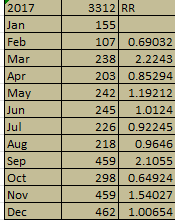 2017 3312 RR
Jan 155
Feb 107 0.69032
Mar 238 2.2243
Apr 203 0.85294
May 242 1.19212
Jun 245 1.0124
Jul 226 0.92245
Aug 218 0.9646
Sep 459 2.1055
Oct 298 0.64924
Nov 459 1.54027
Dec 462 1.00654